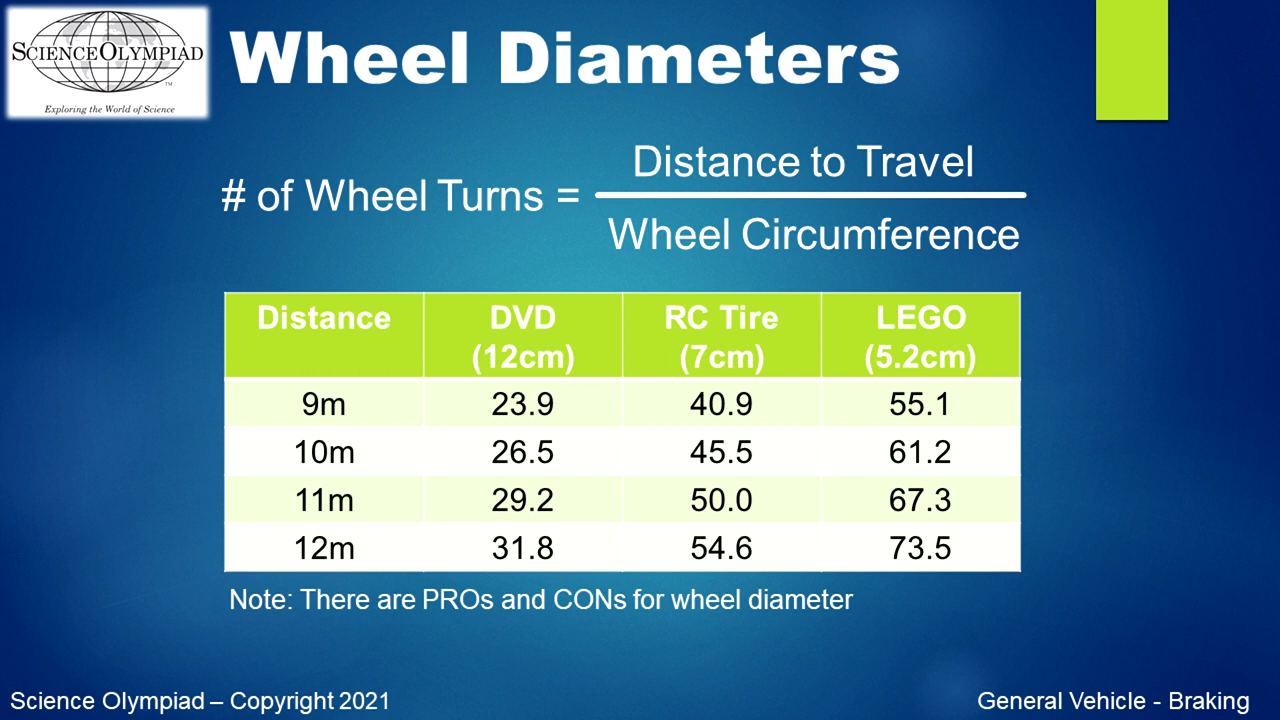 SCIENCEOLYMPIAD
TM
Exploring the World of Science
Wheel Diameters
# of Wheel Turns =
Distance to Travel
Wheel Circumference
Distance DVD (12cm) RC Tire (7cm) LEGO (5.2cm)
9m 23.9 40.9 55.1
10m 26.5 45.5 61.2
11m 29.2 50.0 67.3
12m 31.8 54.6 73.5
Note: There are PROs and CONs for wheel diameter
Science Olympiad – Copyright 2021
General Vehicle - Braking